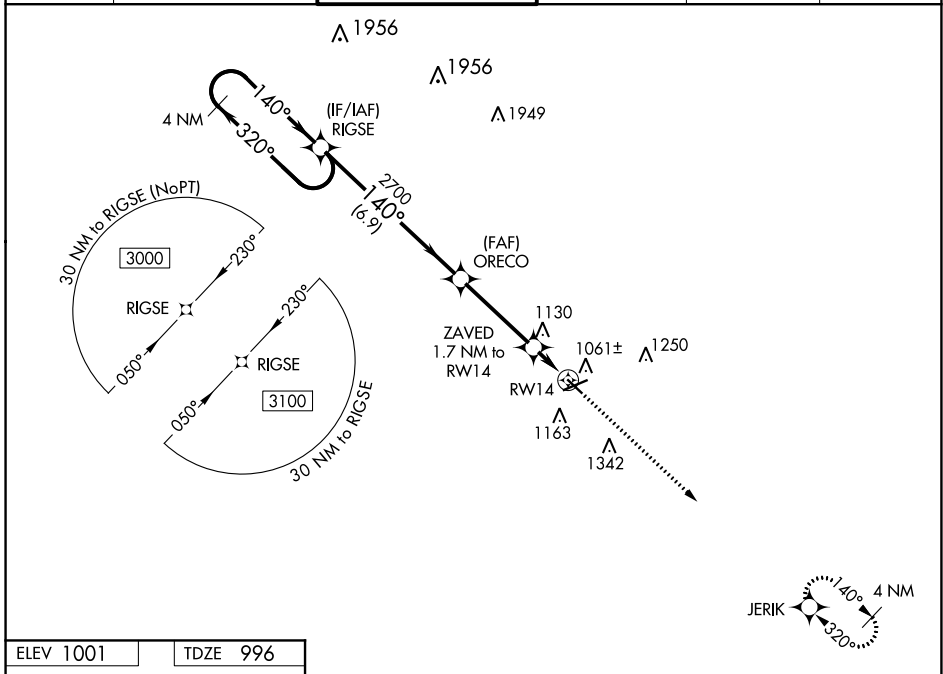 1956
1956
1949
140°
4 NM
320°
(IF/IAF)
RIGSE
2700
140°
(6.9)
30 NM to RIGSE (NoPT)
3000
230°
RIGSE
050°
(FAF)
ORECO
230°
RIGSE
3100
050°
30 NM to RIGSE
1130
ZAVED
1.7 NM to
RW14
1061±
1250
RW14
1163
1342
140°
4 NM
JERIK
320°
ELEV 1001
TDZE 996